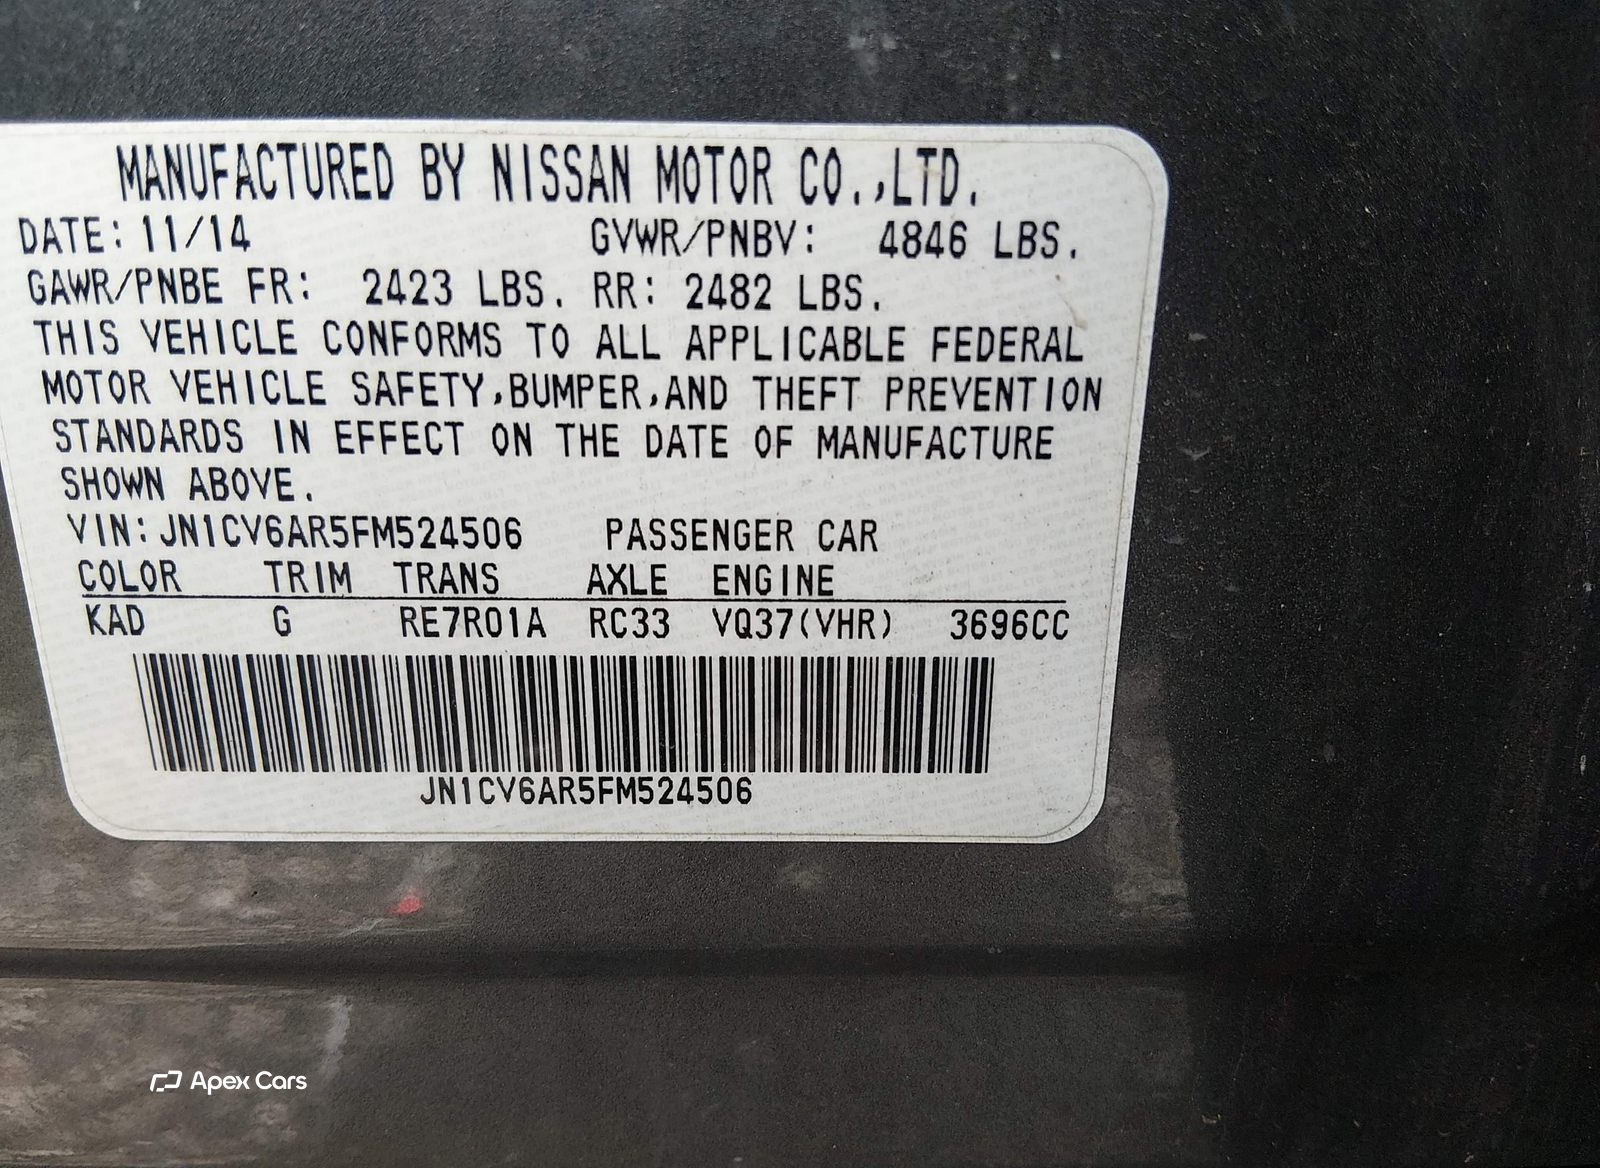 MANUFACTURED BY NISSAN MOTOR CO.,LTD.
DATE: 11/14 GVWR/PNBV: 4846 LBS.
GAWR/PNBE FR: 2423 LBS. RR: 2482 LBS.
THIS VEHICLE CONFORMS TO ALL APPLICABLE FEDERAL
MOTOR VEHICLE SAFETY,BUMPER,AND THEFT PREVENTION
STANDARDS IN EFFECT ON THE DATE OF MANUFACTURE
SHOWN ABOVE.
VIN: JN1CV6AR5FM524506 PASSENGER CAR
COLOR TRIM TRANS AXLE ENGINE
KAD G RE7R01A RC33 VQ37(VHR) 3696CC
JN1CV6AR5FM524506
Apex Cars